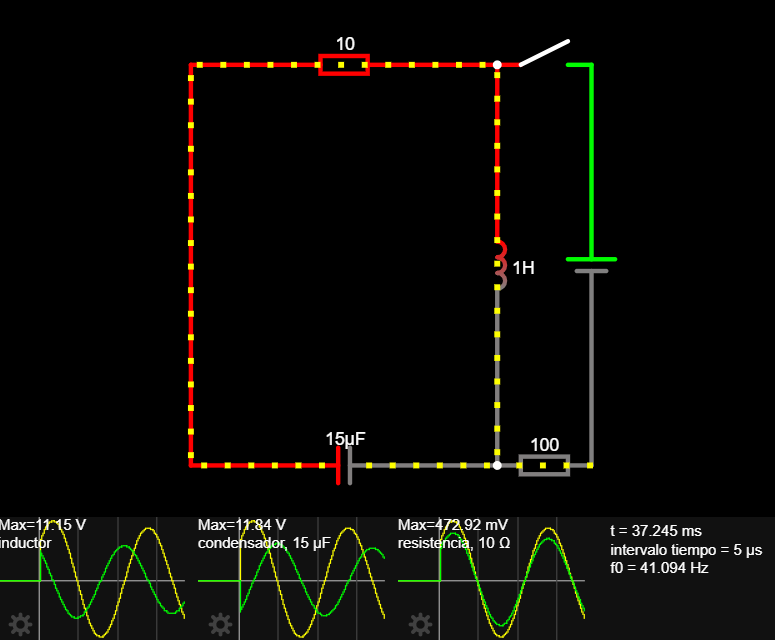 10
1H
15µF
100
Max=11.15 V
inductor
Max=11.84 V
condensador, 15 µF
Max=472.92 mV
resistencia, 10 Ω
t = 37.245 ms
intervalo tiempo = 5 µs
f0 = 41.094 Hz